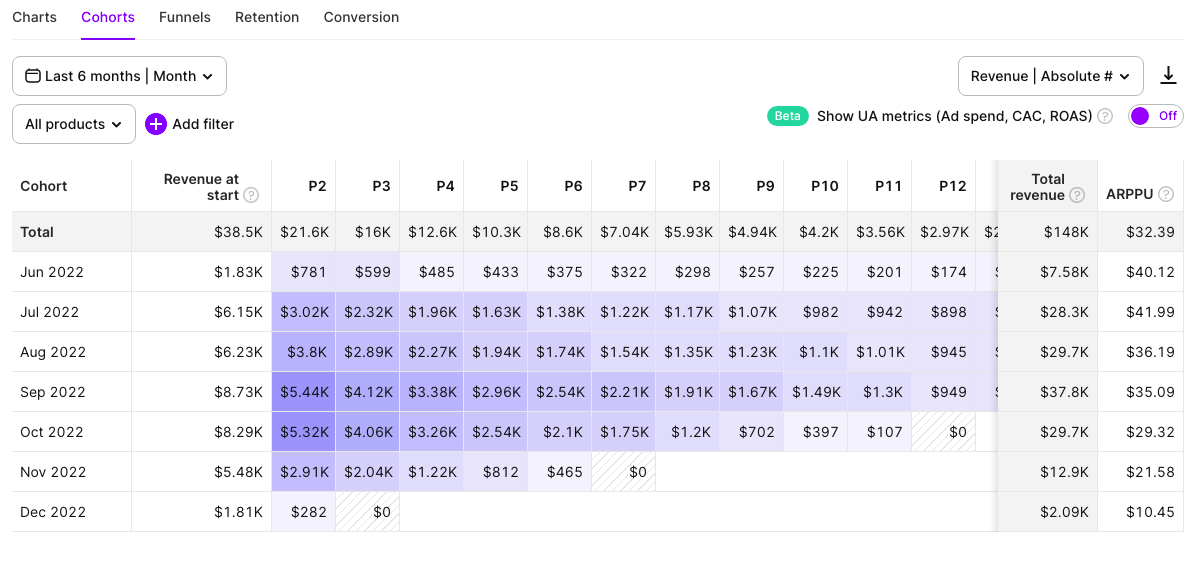 Charts Cohorts Funnels Retention Conversion
Last 6 months | Month Revenue | Absolute #
All products Add filter Beta Show UA metrics (Ad spend, CAC, ROAS) ? Off
Cohort Revenue at start ? P2 P3 P4 P5 P6 P7 P8 P9 P10 P11 P12 Total revenue ? ARPPU ?
Total $38.5K $21.6K $16K $12.6K $10.3K $8.6K $7.04K $5.93K $4.94K $4.2K $3.56K $2.97K $148K $32.39
Jun 2022 $1.83K $781 $599 $485 $433 $375 $322 $298 $257 $225 $201 $174 $7.58K $40.12
Jul 2022 $6.15K $3.02K $2.32K $1.96K $1.63K $1.38K $1.22K $1.17K $1.07K $982 $942 $898 $28.3K $41.99
Aug 2022 $6.23K $3.8K $2.89K $2.27K $1.94K $1.74K $1.54K $1.35K $1.23K $1.1K $1.01K $945 $29.7K $36.19
Sep 2022 $8.73K $5.44K $4.12K $3.38K $2.96K $2.54K $2.21K $1.91K $1.67K $1.49K $1.3K $949 $37.8K $35.09
Oct 2022 $8.29K $5.32K $4.06K $3.26K $2.54K $2.1K $1.75K $1.2K $702 $397 $107 $0 $29.7K $29.32
Nov 2022 $5.48K $2.91K $2.04K $1.22K $812 $465 $0 $12.9K $21.58
Dec 2022 $1.81K $282 $0 $2.09K $10.45